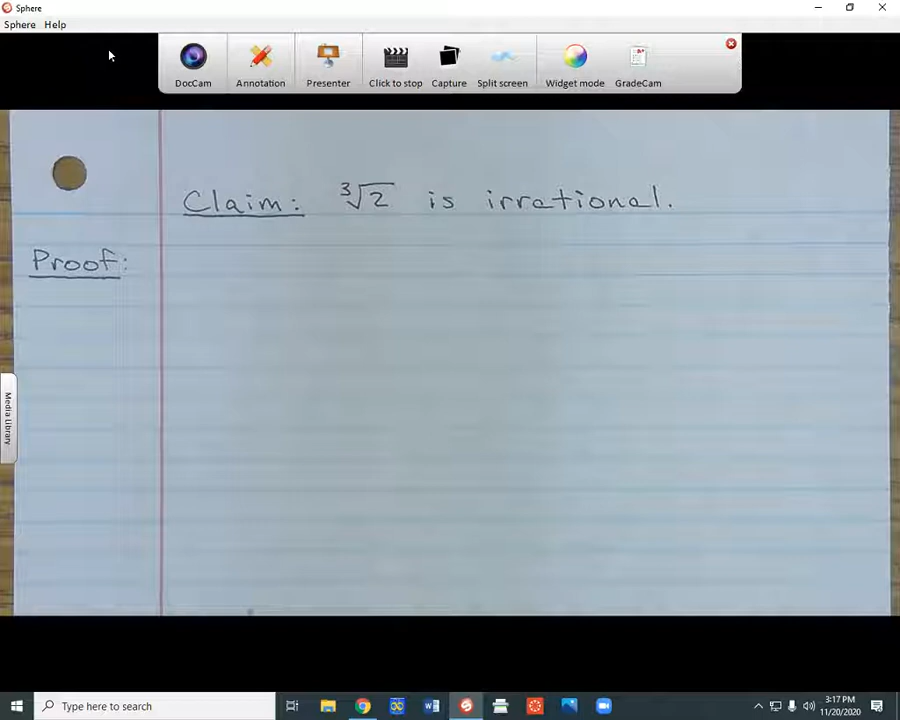 Sphere
Sphere Help
DocCam Annotation Presenter Click to stop Capture Split screen Widget mode GradeCam
Claim: ∛2 is irrational.
Proof:
Media Library
Type here to search
3:17 PM
11/20/2020